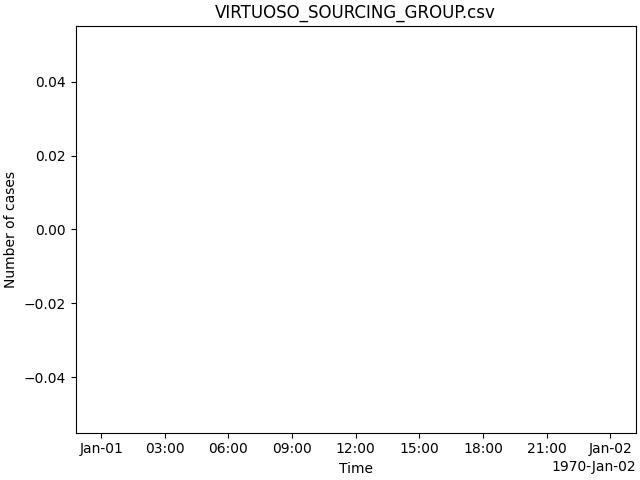 VIRTUOSO_SOURCING_GROUP.csv
0.04
0.02
0.00
−0.02
−0.04
Number of cases
Jan-01 03:00 06:00 09:00 12:00 15:00 18:00 21:00 Jan-02
Time
1970-Jan-02